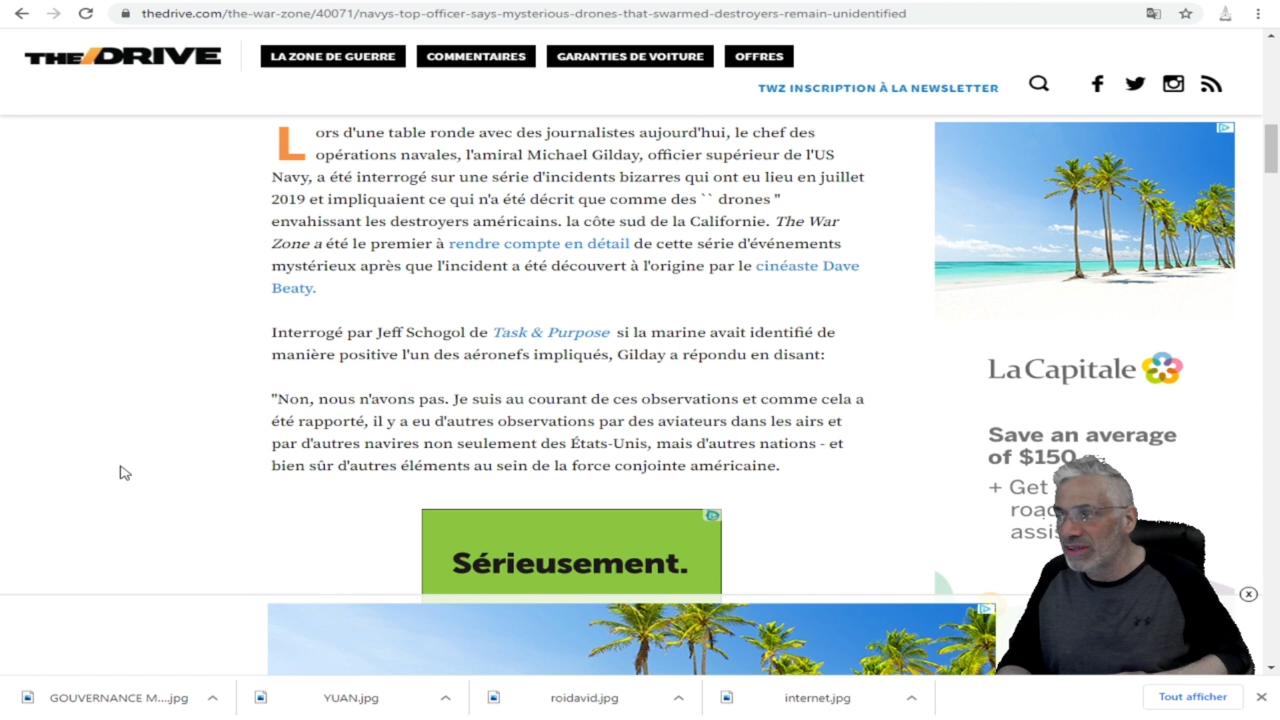 thedrive.com/the-war-zone/40071/navys-top-officer-says-mysterious-drones-that-swarmed-destroyers-remain-unidentified
THE/DRIVE
LA ZONE DE GUERRE
COMMENTAIRES
GARANTIES DE VOITURE
OFFRES
TWZ INSCRIPTION À LA NEWSLETTER
Lors d'une table ronde avec des journalistes aujourd'hui, le chef des
opérations navales, l'amiral Michael Gilday, officier supérieur de l'US
Navy, a été interrogé sur une série d'incidents bizarres qui ont eu lieu en juillet
2019 et impliquaient ce qui n'a été décrit que comme des `` drones "
envahissant les destroyers américains. la côte sud de la Californie. The War
Zone a été le premier à rendre compte en détail de cette série d'événements
mystérieux après que l'incident a été découvert à l'origine par le cinéaste Dave
Beaty.
Interrogé par Jeff Schogol de Task & Purpose si la marine avait identifié de
manière positive l'un des aéronefs impliqués, Gilday a répondu en disant:
"Non, nous n'avons pas. Je suis au courant de ces observations et comme cela a
été rapporté, il y a eu d'autres observations par des aviateurs dans les airs et
par d'autres navires non seulement des États-Unis, mais d'autres nations - et
bien sûr d'autres éléments au sein de la force conjointe américaine.
Sérieusement.
La Capitale
Save an average
of $150
+ Get
GOUVERNANCE M....jpg
YUAN.jpg
roidavid.jpg
internet.jpg
Tout afficher